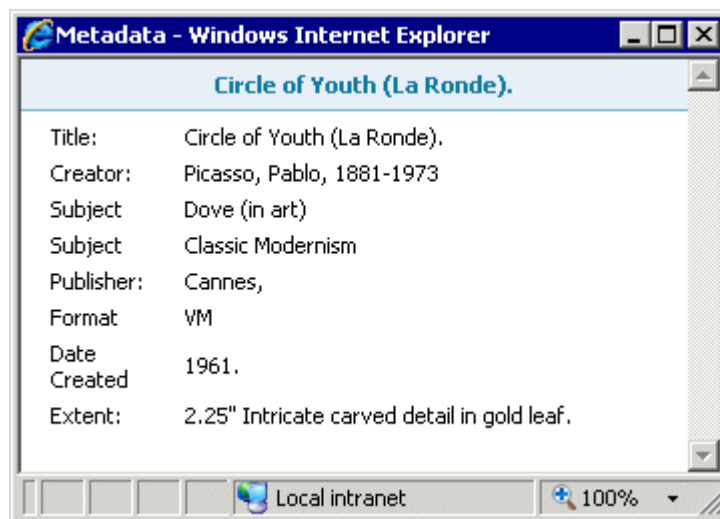 Metadata - Windows Internet Explorer
Circle of Youth (La Ronde).
Title: Circle of Youth (La Ronde).
Creator: Picasso, Pablo, 1881-1973
Subject Dove (in art)
Subject Classic Modernism
Publisher: Cannes,
Format VM
Date
Created 1961.
Extent: 2.25" Intricate carved detail in gold leaf.
Local intranet 100%